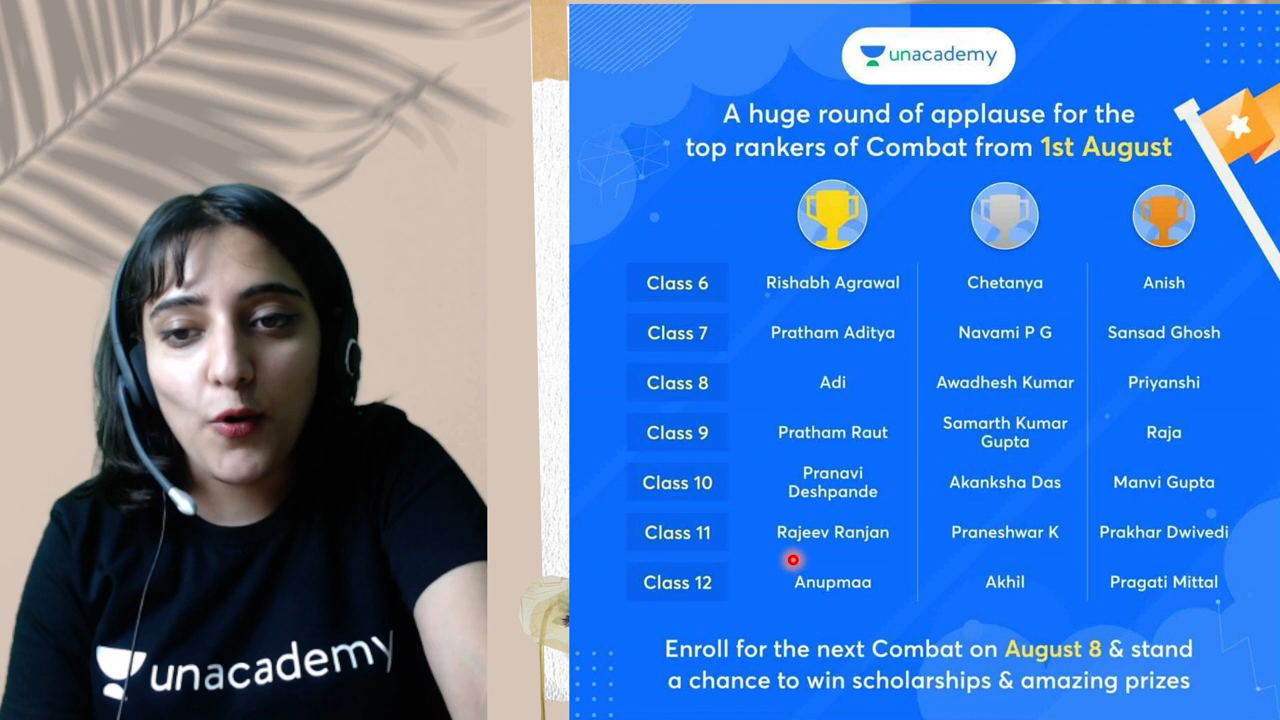 unacademy
A huge round of applause for the
top rankers of Combat from 1st August
Class 6 Rishabh Agrawal Chetanya Anish
Class 7 Pratham Aditya Navami P G Sansad Ghosh
Class 8 Adi Awadhesh Kumar Priyanshi
Class 9 Pratham Raut Samarth Kumar
Gupta Raja
Class 10 Pranavi
Deshpande Akanksha Das Manvi Gupta
Class 11 Rajeev Ranjan Praneshwar K Prakhar Dwivedi
Class 12 Anupmaa Akhil Pragati Mittal
Enroll for the next Combat on August 8 & stand
a chance to win scholarships & amazing prizes
unacademy